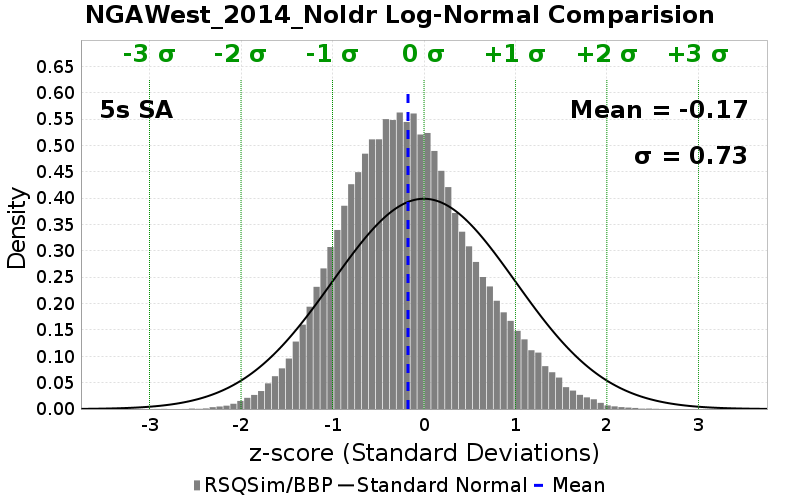 NGAWest_2014_NoIdr Log-Normal Comparision
-3 σ -2 σ -1 σ 0 σ +1 σ +2 σ +3 σ
5s SA
Mean = -0.17
σ = 0.73
Density
0.65
0.60
0.55
0.50
0.45
0.40
0.35
0.30
0.25
0.20
0.15
0.10
0.05
0.00
-3 -2 -1 0 1 2 3
z-score (Standard Deviations)
RSQSim/BBP Standard Normal Mean